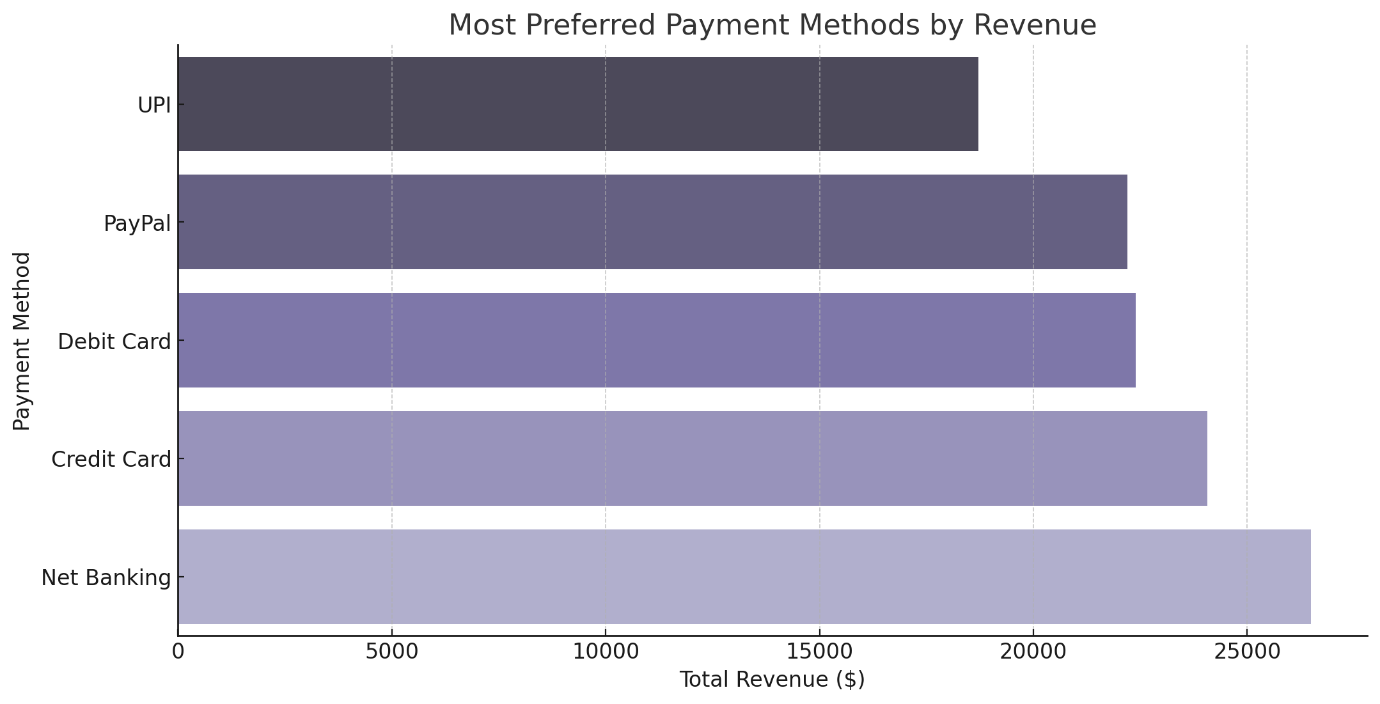 Most Preferred Payment Methods by Revenue
UPI
PayPal
Debit Card
Credit Card
Net Banking
Payment Method
0 5000 10000 15000 20000 25000
Total Revenue ($)